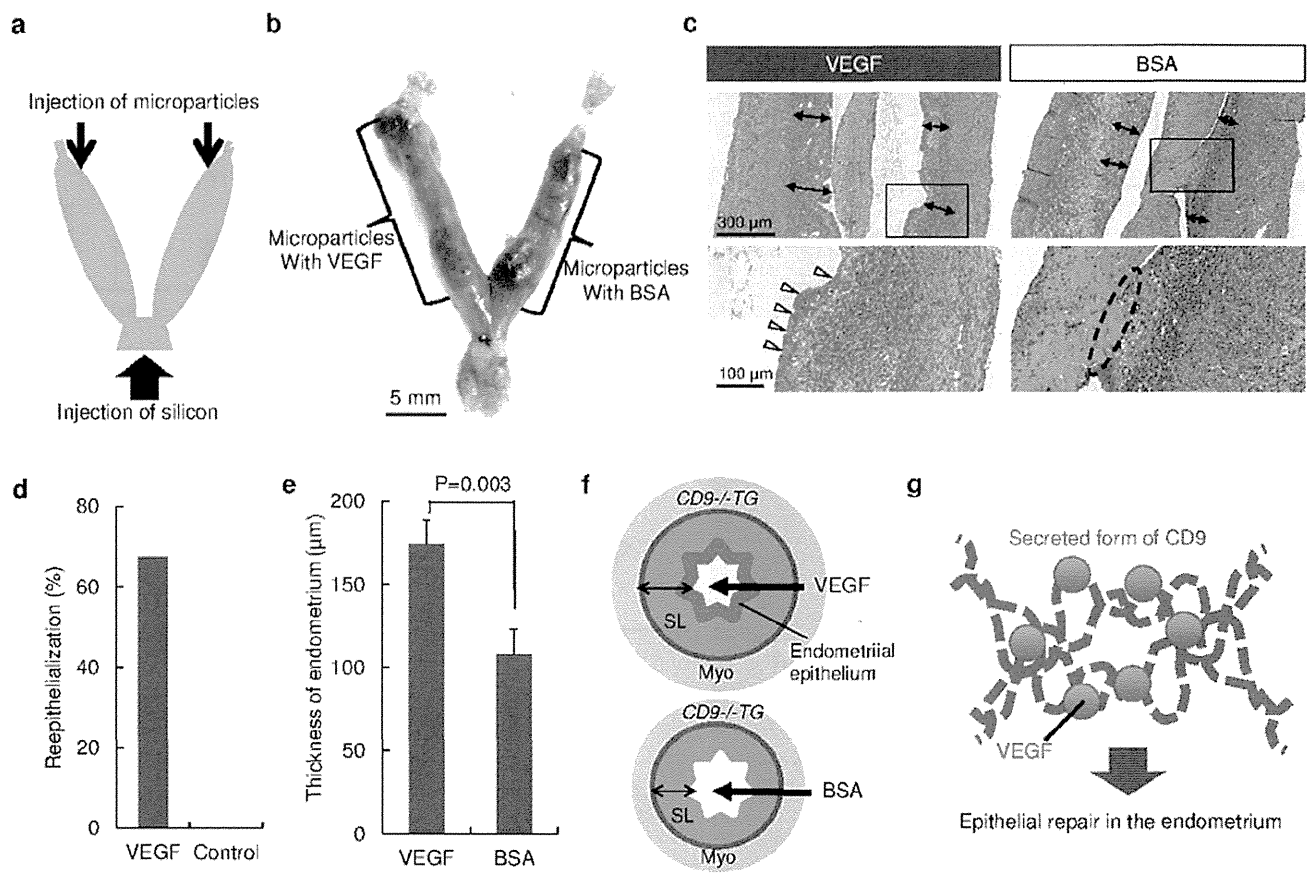 a
Injection of microparticles
Injection of silicon
b
Microparticles
With VEGF
Microparticles
With BSA
5 mm
c
VEGF
BSA
300 µm
100 µm
d
80
60
40
20
0
Reepithelialization (%)
VEGF
Control
e
P=0.003
200
150
100
50
0
Thickness of endometrium (µm)
VEGF
BSA
f
CD9-/-TG
VEGF
SL
Endometriial
epithelium
Myo
CD9-/-TG
BSA
SL
Myo
g
Secreted form of CD9
VEGF
Epithelial repair in the endometrium